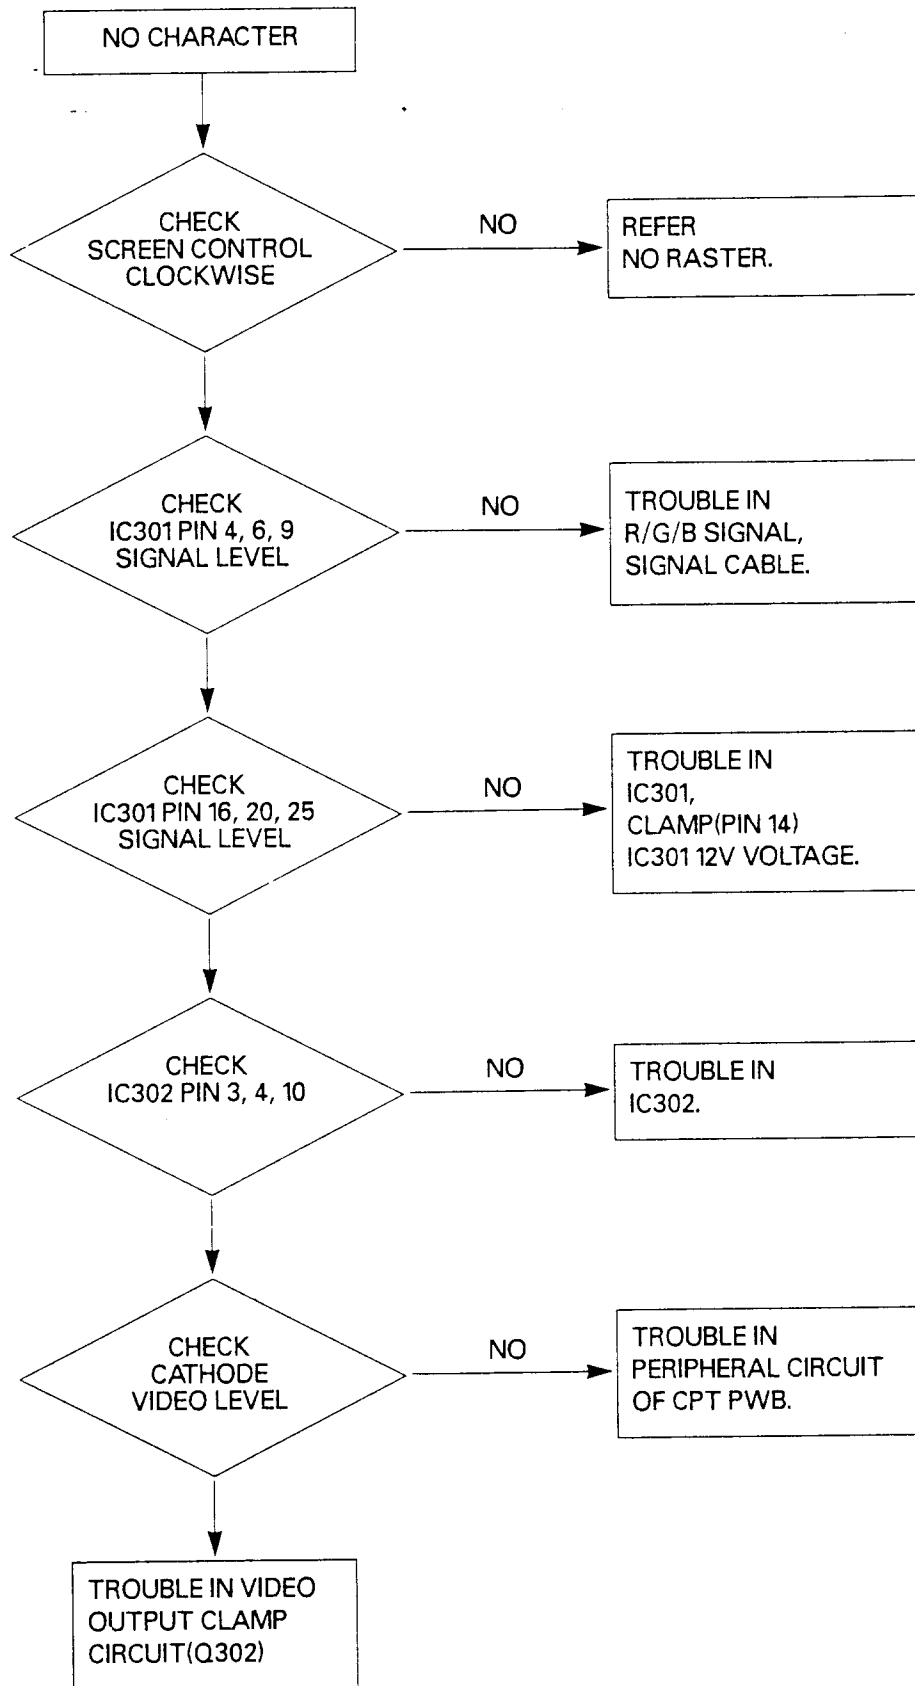 NO CHARACTER
CHECK
SCREEN CONTROL
CLOCKWISE
NO
REFER
NO RASTER.
CHECK
IC301 PIN 4, 6, 9
SIGNAL LEVEL
NO
TROUBLE IN
R/G/B SIGNAL,
SIGNAL CABLE.
CHECK
IC301 PIN 16, 20, 25
SIGNAL LEVEL
NO
TROUBLE IN
IC301,
CLAMP(PIN 14)
IC301 12V VOLTAGE.
CHECK
IC302 PIN 3, 4, 10
NO
TROUBLE IN
IC302.
CHECK
CATHODE
VIDEO LEVEL
NO
TROUBLE IN
PERIPHERAL CIRCUIT
OF CPT PWB.
TROUBLE IN VIDEO
OUTPUT CLAMP
CIRCUIT(Q302)